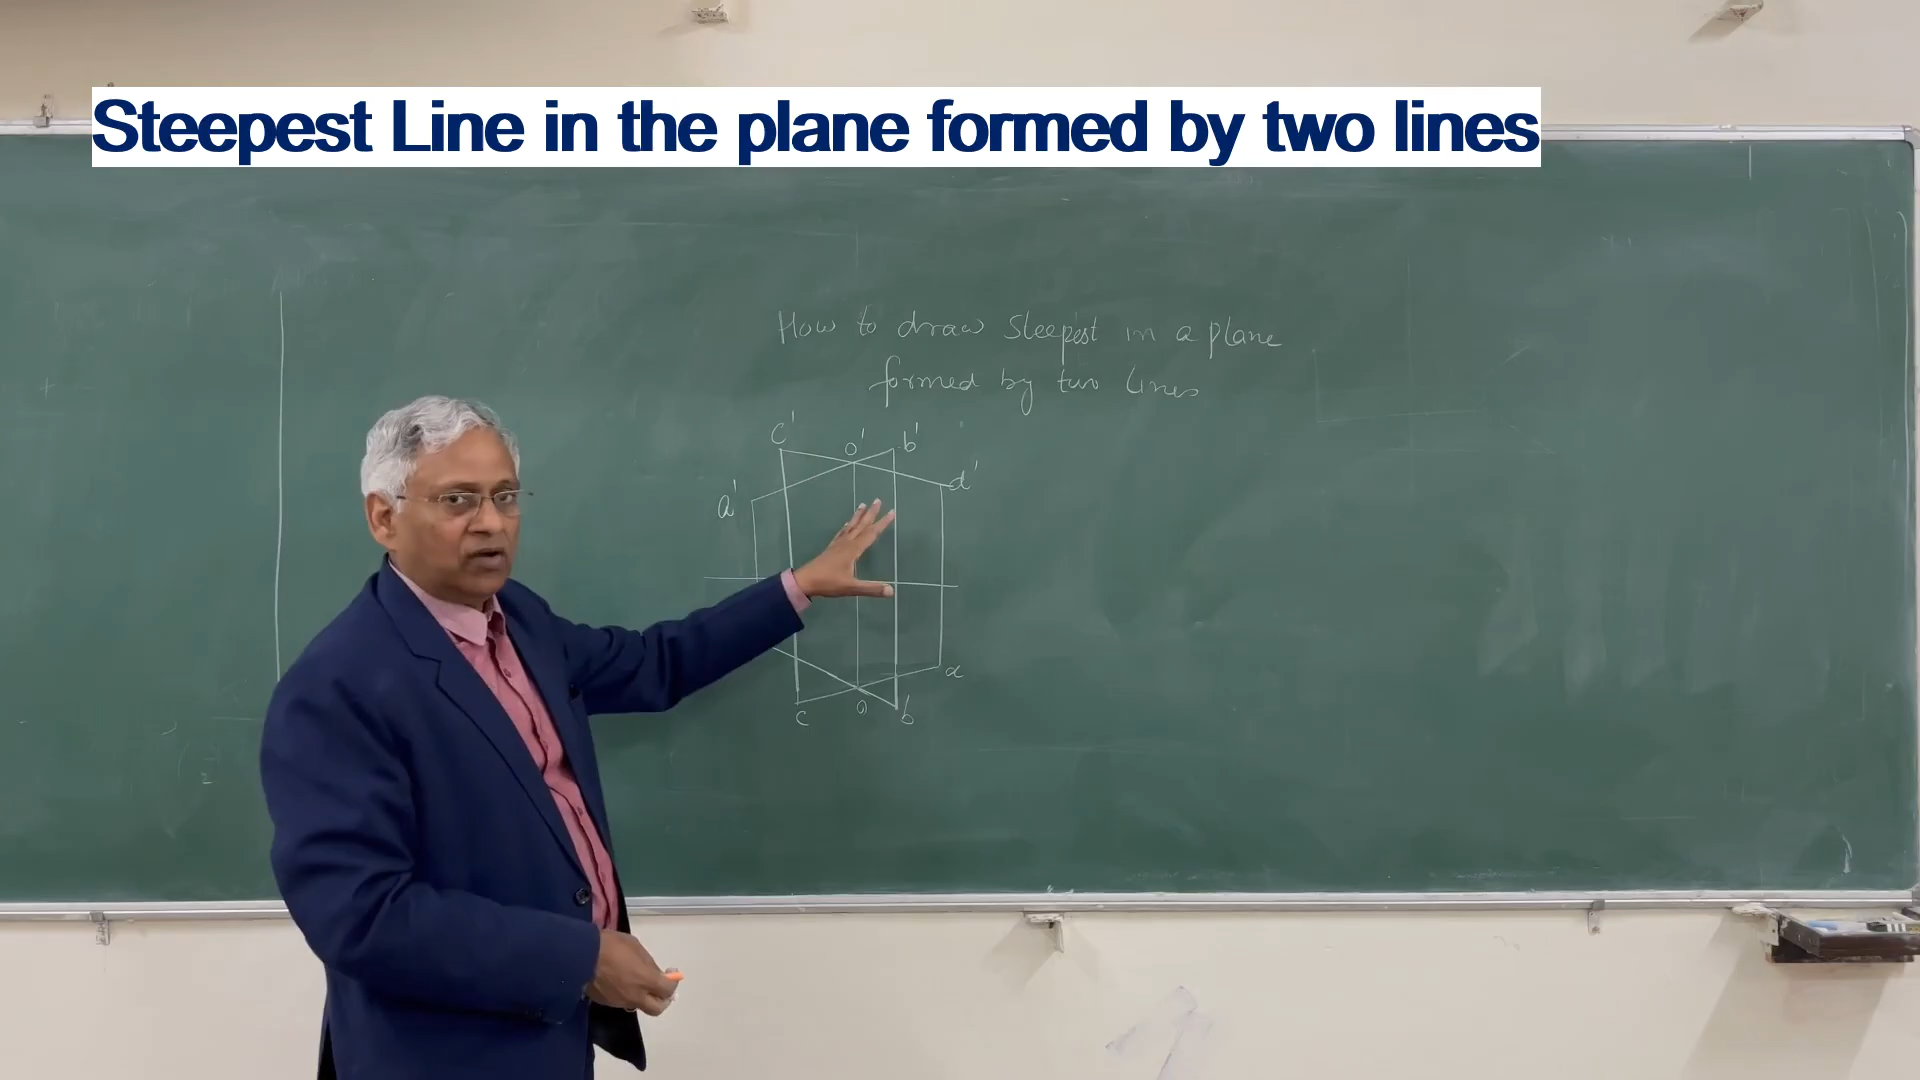 Steepest Line in the plane formed by two lines
How to draw steepest in a plane
formed by two lines
c' o' b'
a' d'
d
c o b